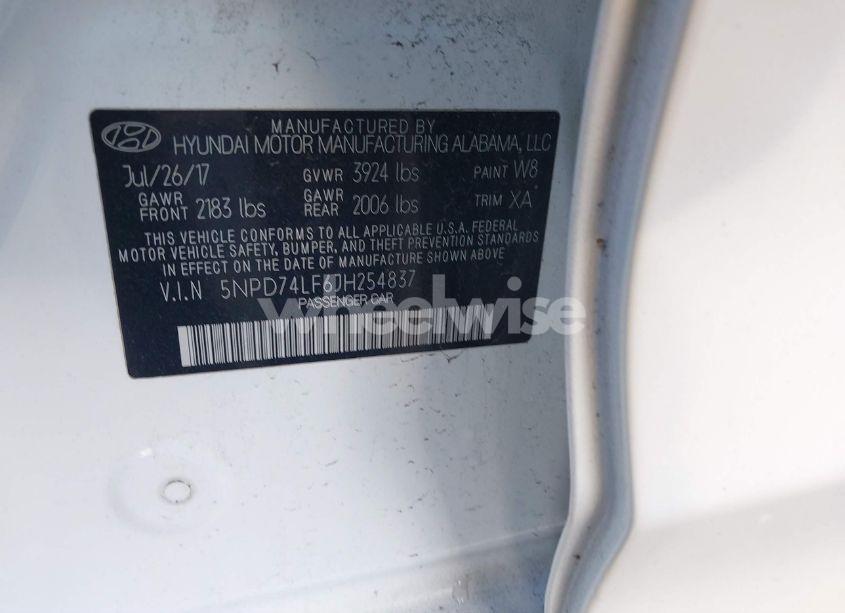 MANUFACTURED BY
HYUNDAI MOTOR MANUFACTURING ALABAMA, LLC
Jul/26/17 GVWR 3924 lbs PAINT W8
GAWR FRONT 2183 lbs GAWR REAR 2006 lbs TRIM XA
THIS VEHICLE CONFORMS TO ALL APPLICABLE U.S.A. FEDERAL
MOTOR VEHICLE SAFETY, BUMPER, AND THEFT PREVENTION STANDARDS
IN EFFECT ON THE DATE OF MANUFACTURE SHOWN ABOVE.
V.I.N 5NPD74LF6JH254837
PASSENGER CAR
wheelwise